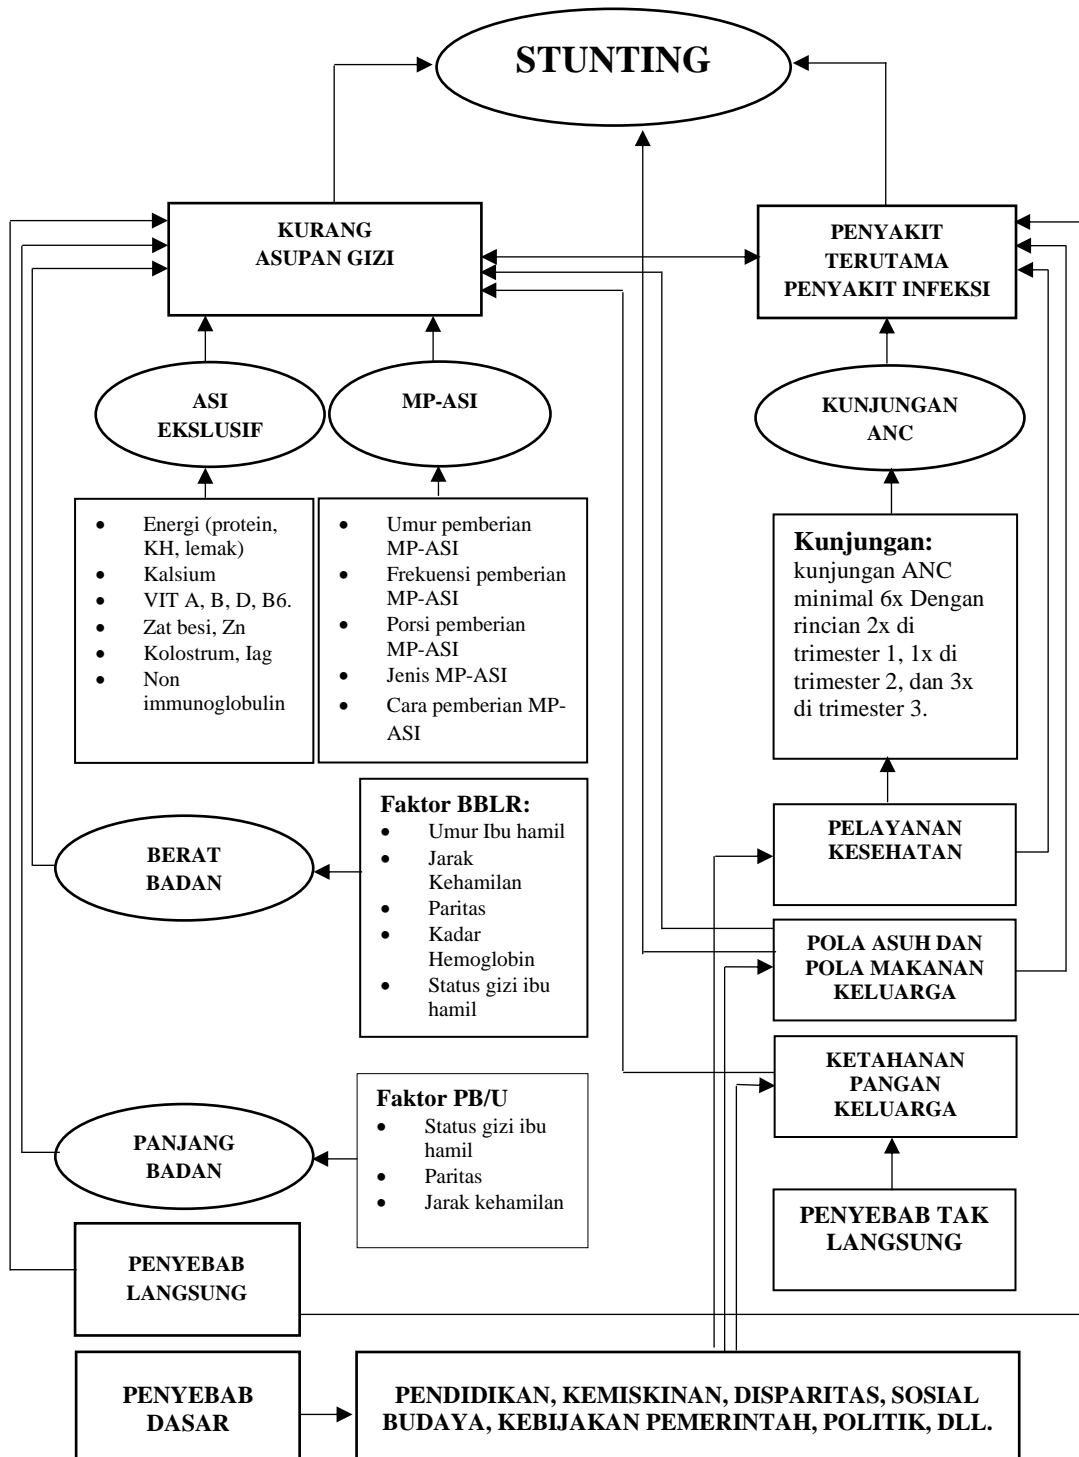 STUNTING
KURANG
ASUPAN GIZI
PENYAKIT
TERUTAMA
PENYAKIT INFEKSI
ASI
EKSLUSIF
MP-ASI
KUNJUNGAN
ANC
• Energi (protein,
KH, lemak)
• Kalsium
• VIT A, B, D, B6.
• Zat besi, Zn
• Kolostrum, Iag
• Non
immunoglobulin
• Umur pemberian
MP-ASI
• Frekuensi pemberian
MP-ASI
• Porsi pemberian
MP-ASI
• Jenis MP-ASI
• Cara pemberian MP-
ASI
Kunjungan:
kunjungan ANC
minimal 6x Dengan
rincian 2x di
trimester 1, 1x di
trimester 2, dan 3x
di trimester 3.
BERAT
BADAN
Faktor BBLR:
• Umur Ibu hamil
• Jarak
Kehamilan
• Paritas
• Kadar
Hemoglobin
• Status gizi ibu
hamil
PELAYANAN
KESEHATAN
POLA ASUH DAN
POLA MAKANAN
KELUARGA
KETAHANAN
PANGAN
KELUARGA
PANJANG
BADAN
Faktor PB/U
• Status gizi ibu
hamil
• Paritas
• Jarak kehamilan
PENYEBAB TAK
LANGSUNG
PENYEBAB
LANGSUNG
PENYEBAB
DASAR
PENDIDIKAN, KEMISKINAN, DISPARITAS, SOSIAL
BUDAYA, KEBIJAKAN PEMERINTAH, POLITIK, DLL.